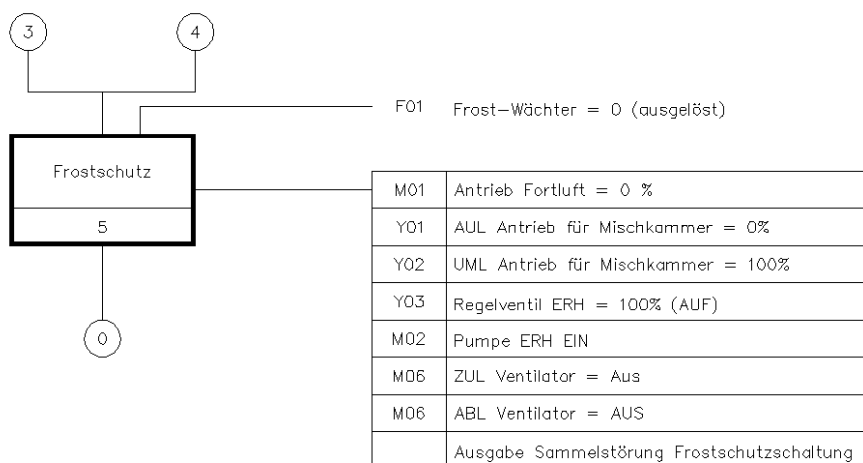 3
4
F01 Frost-Wächter = 0 (ausgelöst)
Frostschutz
5
0
M01 Antrieb Fortluft = 0 %
Y01 AUL Antrieb für Mischkammer = 0%
Y02 UML Antrieb für Mischkammer = 100%
Y03 Regelventil ERH = 100% (AUF)
M02 Pumpe ERH EIN
M06 ZUL Ventilator = Aus
M06 ABL Ventilator = AUS
Ausgabe Sammelstörung Frostschutzschaltung